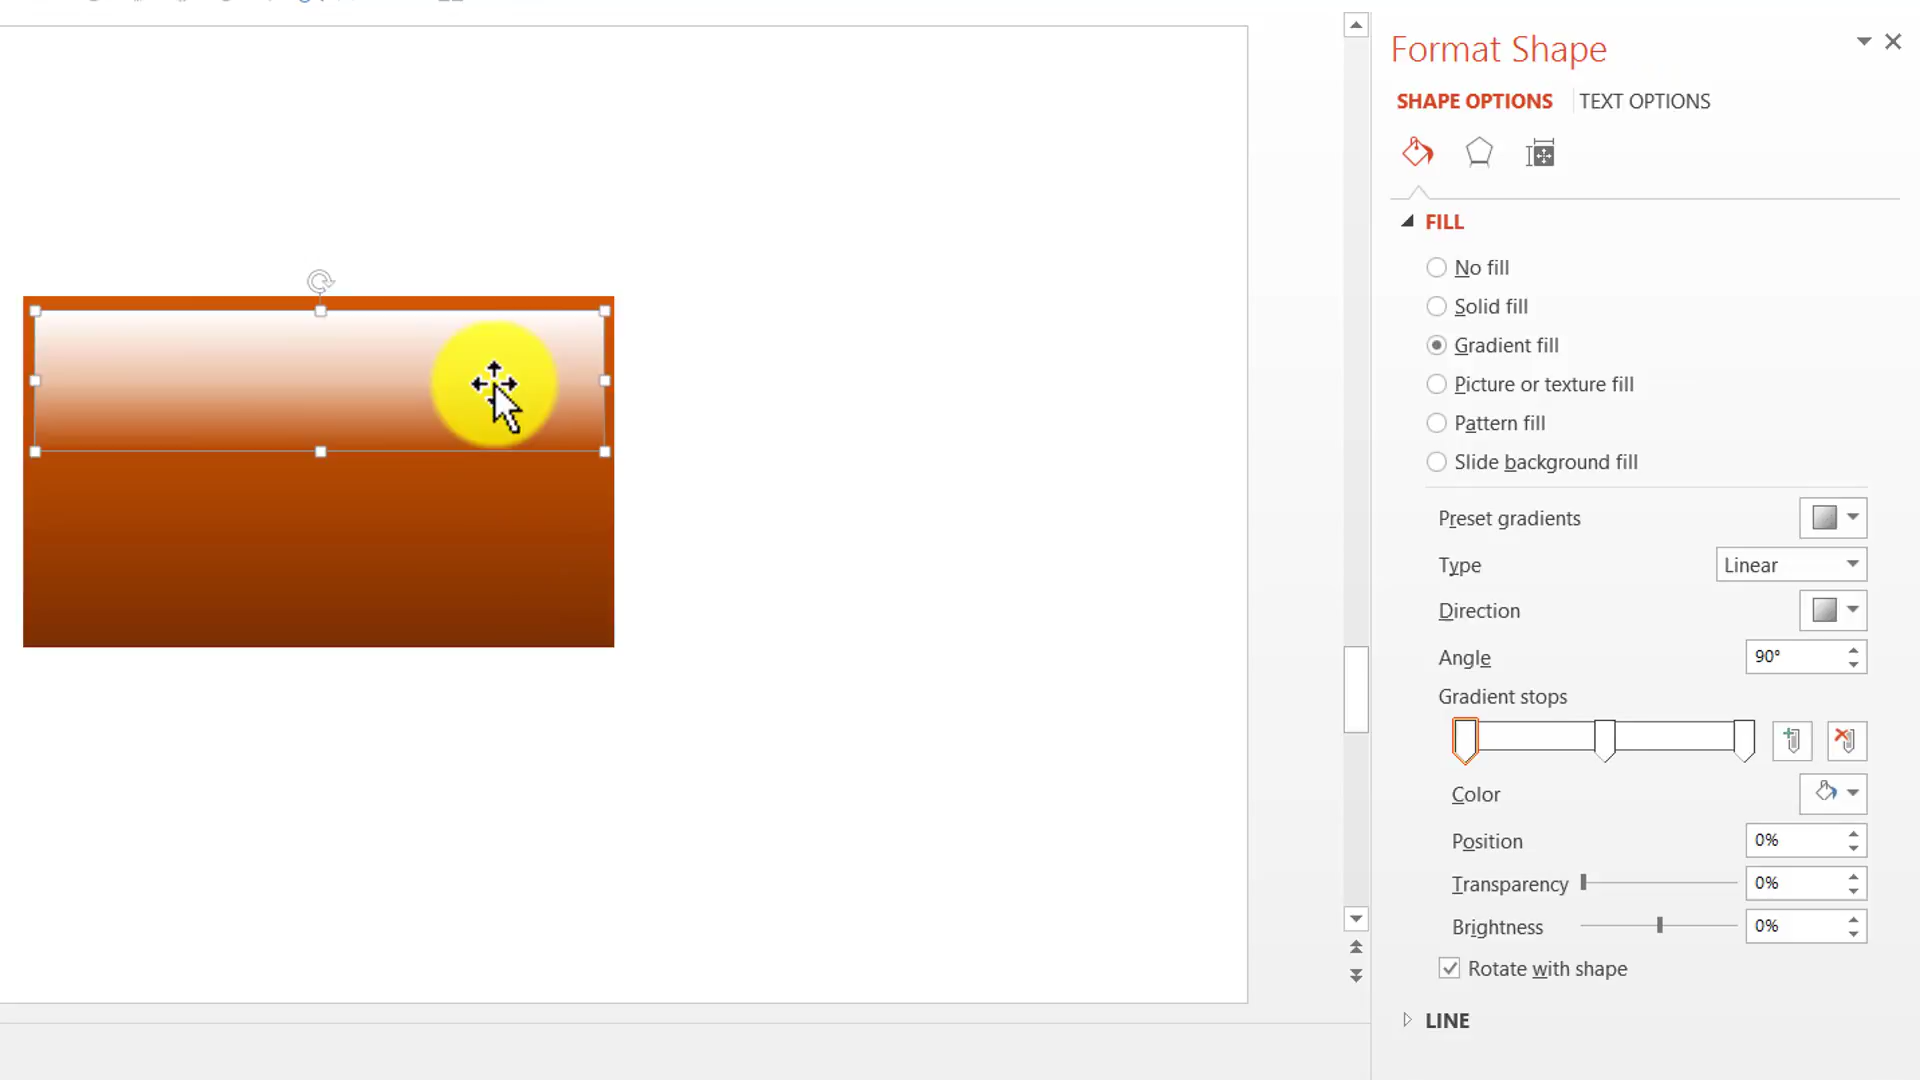 Format Shape
SHAPE OPTIONS TEXT OPTIONS
FILL
No fill
Solid fill
Gradient fill
Picture or texture fill
Pattern fill
Slide background fill
Preset gradients
Type Linear
Direction
Angle 90°
Gradient stops
Color
Position 0%
Transparency 0%
Brightness 0%
Rotate with shape
LINE